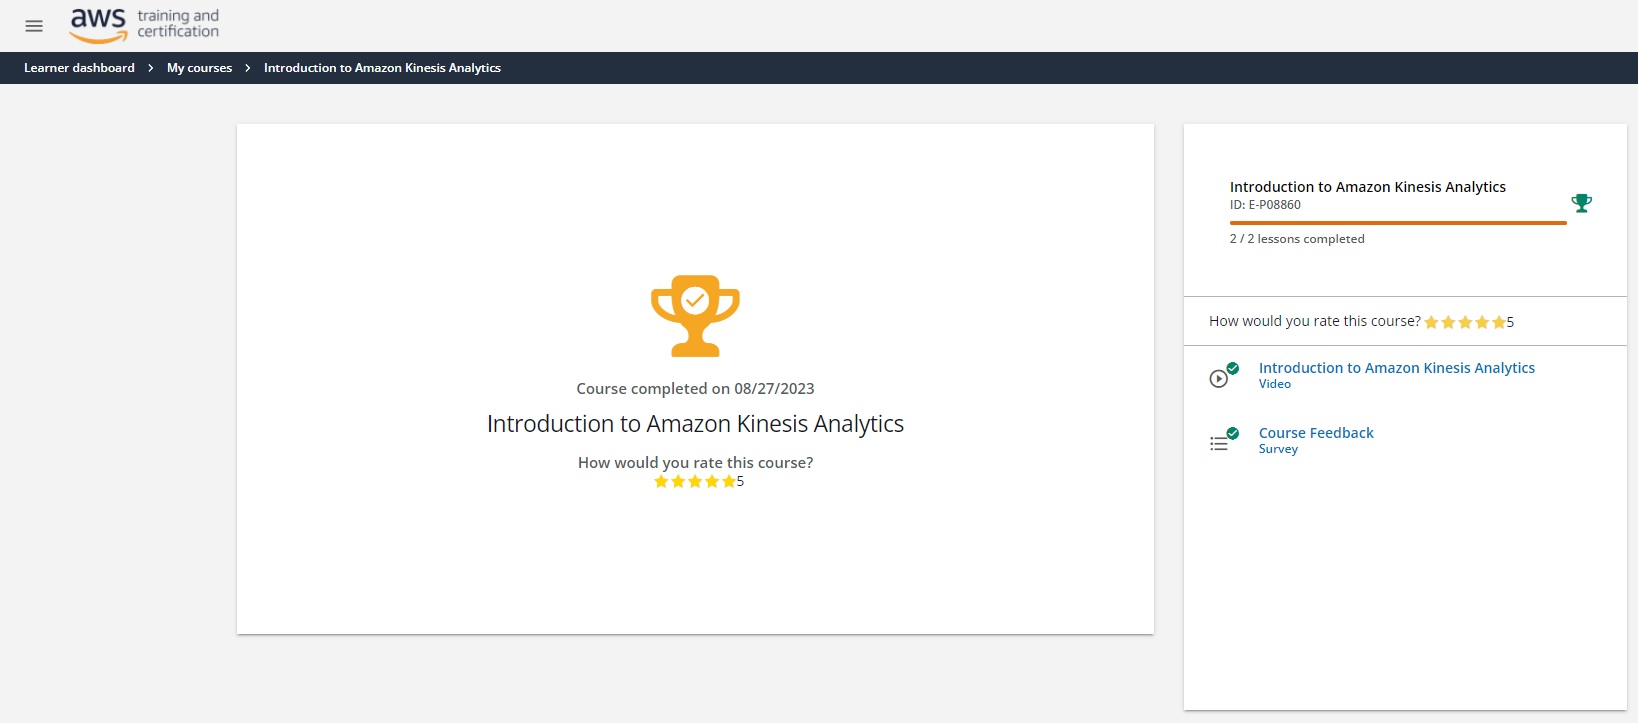 aws training and
certification
Learner dashboard > My courses > Introduction to Amazon Kinesis Analytics
Course completed on 08/27/2023
Introduction to Amazon Kinesis Analytics
How would you rate this course?
5
Introduction to Amazon Kinesis Analytics
ID: E-P08860
2 / 2 lessons completed
How would you rate this course? 5
Introduction to Amazon Kinesis Analytics
Video
Course Feedback
Survey